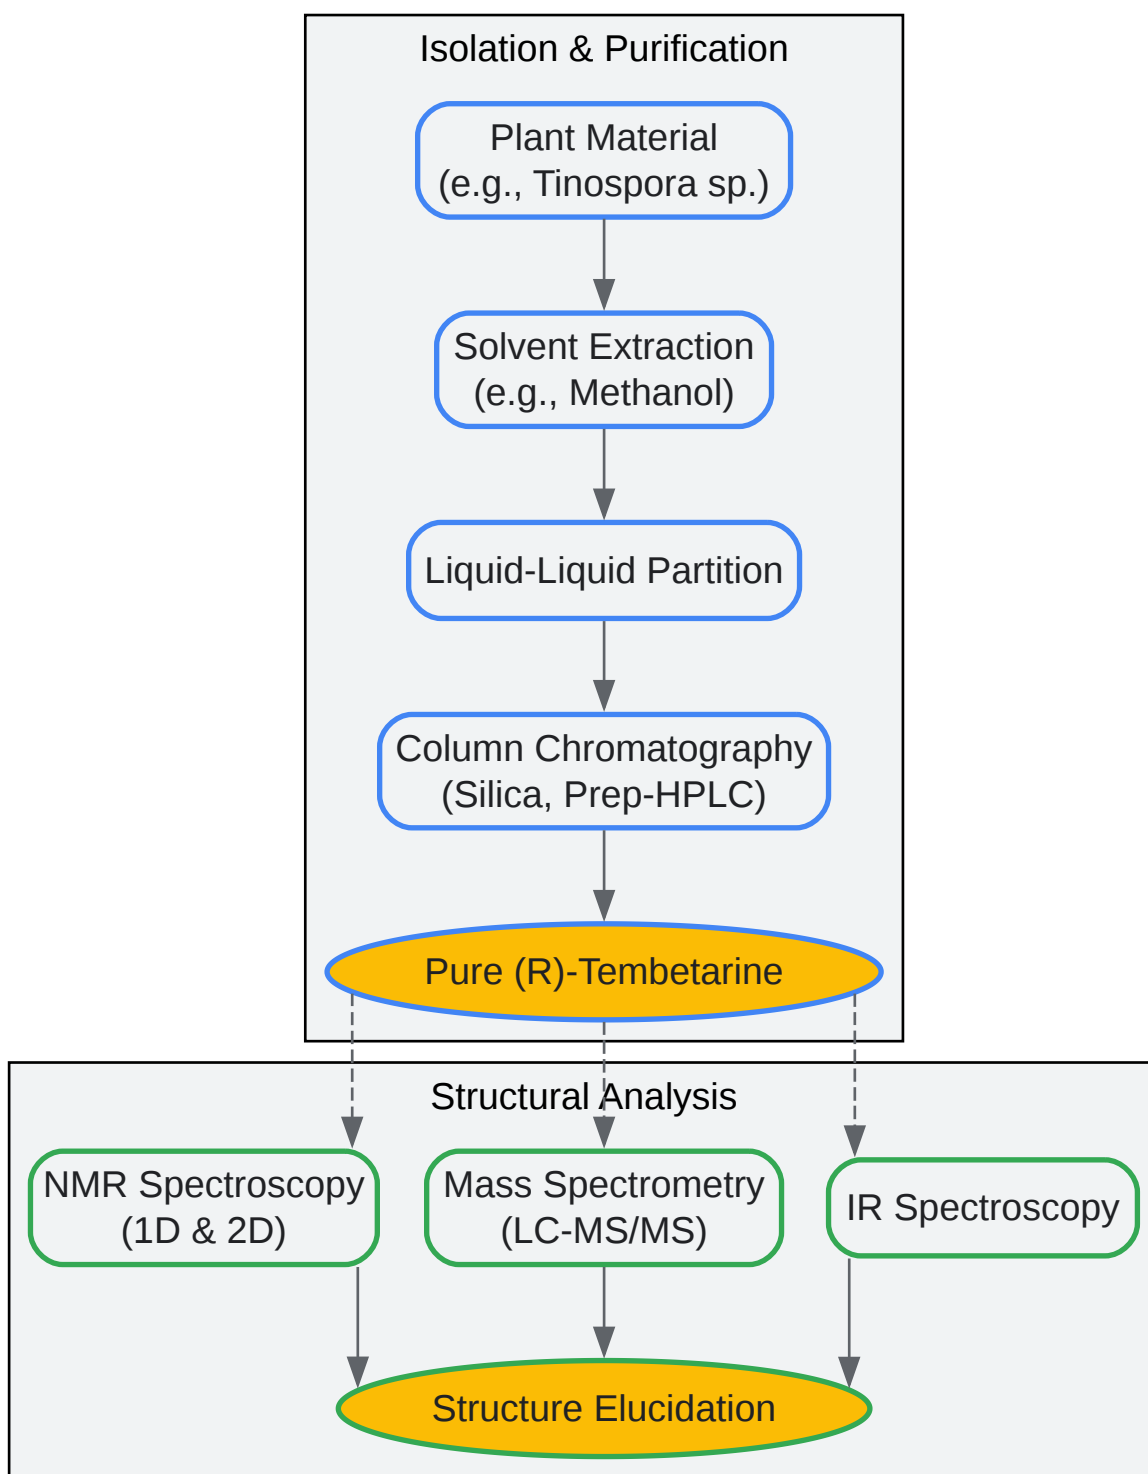 Isolation & Purification
Plant Material
(e.g., Tinospora sp.)
Solvent Extraction
(e.g., Methanol)
Liquid-Liquid Partition
Column Chromatography
(Silica, Prep-HPLC)
Pure (R)-Tembetarine
Structural Analysis
NMR Spectroscopy
(1D & 2D)
Mass Spectrometry
(LC-MS/MS)
IR Spectroscopy
Structure Elucidation